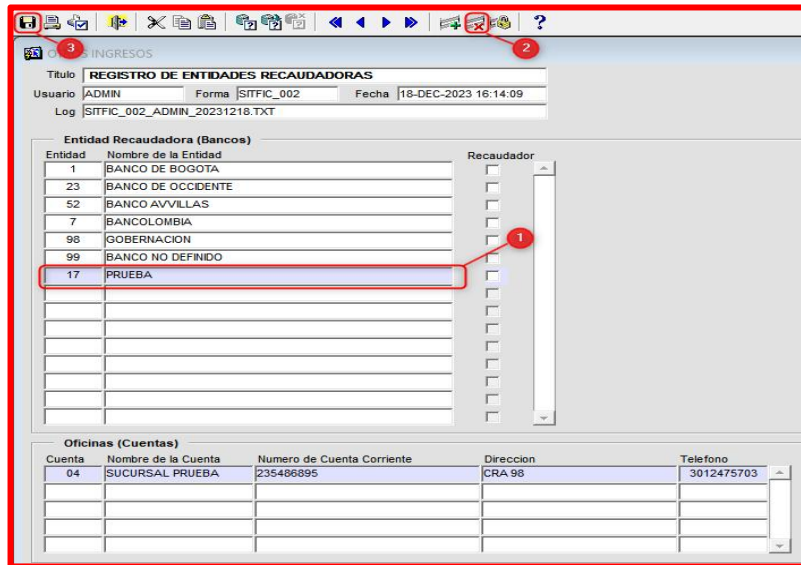 ?
3
2
INGRESOS
Titulo REGISTRO DE ENTIDADES RECAUDADORAS
Usuario ADMIN Forma SITFIC_002 Fecha 18-DEC-2023 16:14:09
Log SITFIC_002_ADMIN_20231218.TXT
Entidad Recaudadora (Bancos)
Entidad Nombre de la Entidad Recaudador
1 BANCO DE BOGOTA
23 BANCO DE OCCIDENTE
52 BANCO AVVILLAS
7 BANCOLOMBIA
98 GOBERNACION
1
99 BANCO NO DEFINIDO
17 PRUEBA
Oficinas (Cuentas)
Cuenta Nombre de la Cuenta Numero de Cuenta Corriente Direccion Telefono
04 SUCURSAL PRUEBA 235486895 CRA 98 3012475703